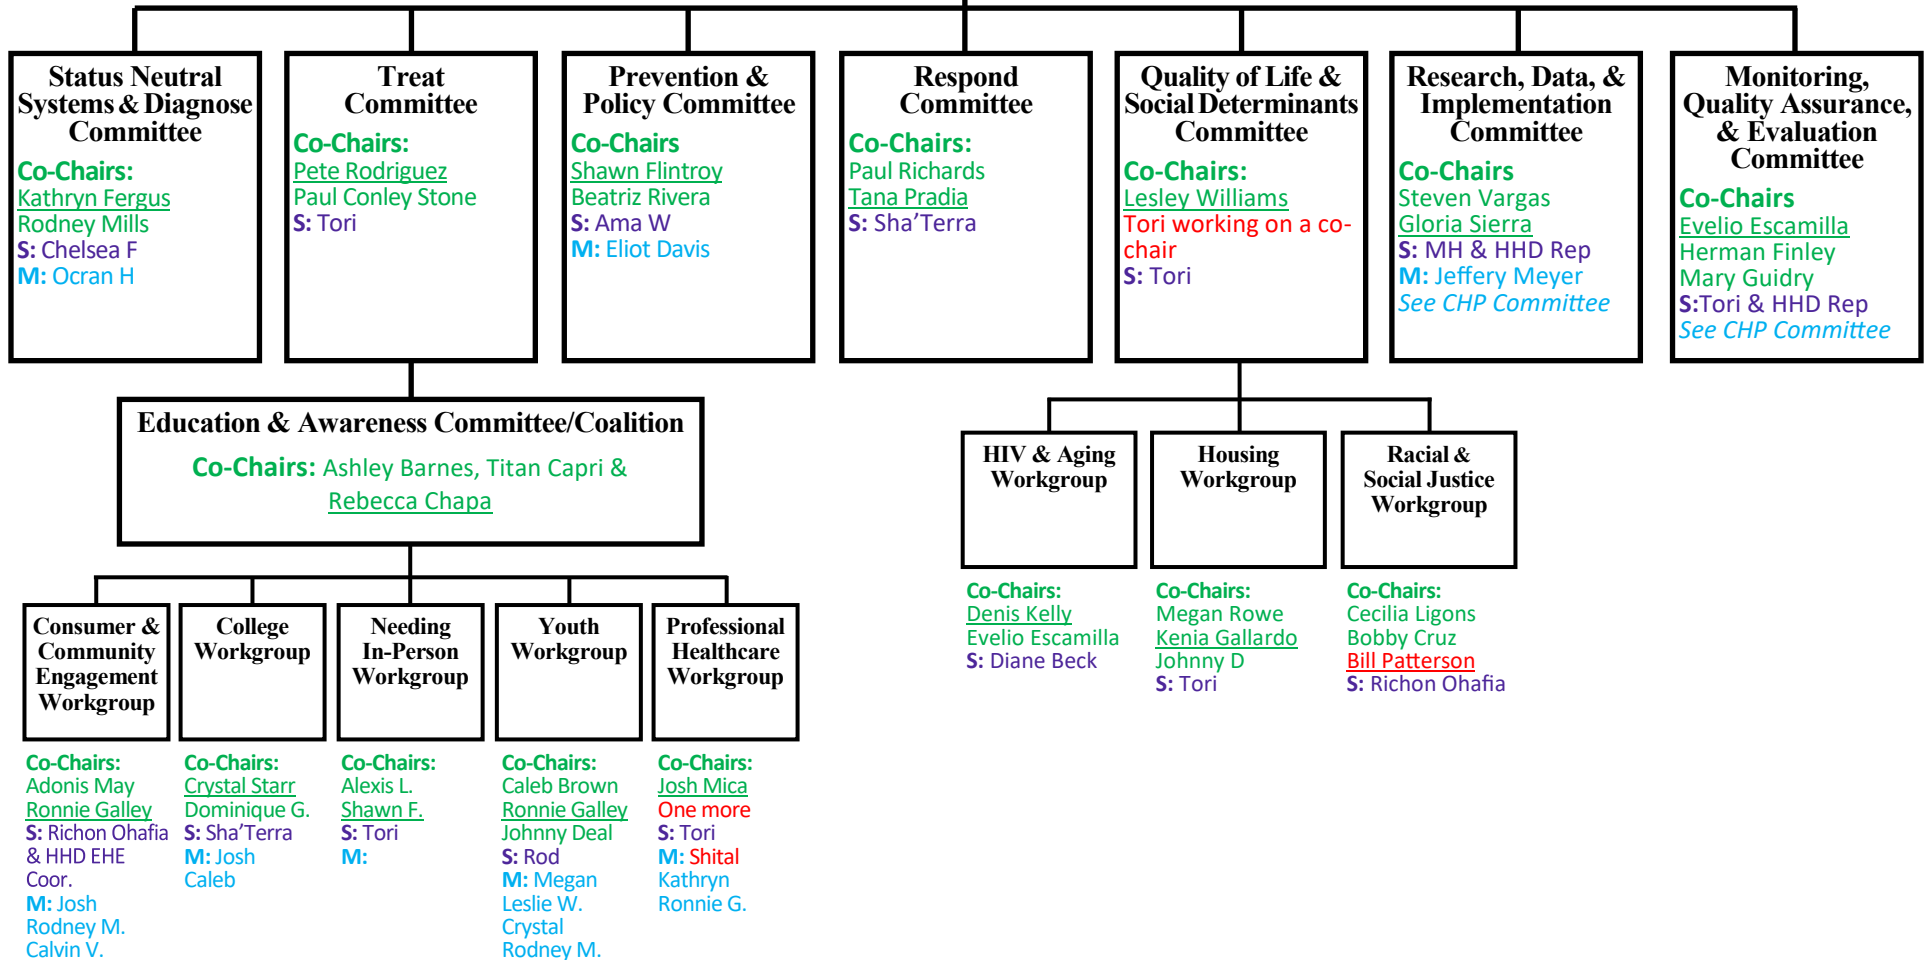 Status Neutral
Systems & Diagnose
Committee
Co-Chairs:
Kathryn Fergus
Rodney Mills
S: Chelsea F
M: Ocran H
Treat
Committee
Co-Chairs:
Pete Rodriguez
Paul Conley Stone
S: Tori
Prevention &
Policy Committee
Co-Chairs
Shawn Flintroy
Beatriz Rivera
S: Ama W
M: Eliot Davis
Respond
Committee
Co-Chairs:
Paul Richards
Tana Pradia
S: Sha’Terra
Quality of Life &
Social Determinants
Committee
Co-Chairs:
Lesley Williams
Tori working on a co-
chair
S: Tori
Research, Data, &
Implementation
Committee
Co-Chairs
Steven Vargas
Gloria Sierra
S: MH & HHD Rep
M: Jeffery Meyer
See CHP Committee
Monitoring,
Quality Assurance,
& Evaluation
Committee
Co-Chairs
Evelio Escamilla
Herman Finley
Mary Guidry
S:Tori & HHD Rep
See CHP Committee
Education & Awareness Committee/Coalition
Co-Chairs: Ashley Barnes, Titan Capri &
Rebecca Chapa
HIV & Aging
Workgroup
Co-Chairs:
Denis Kelly
Evelio Escamilla
S: Diane Beck
Housing
Workgroup
Co-Chairs:
Megan Rowe
Kenia Gallardo
Johnny D
S: Tori
Racial &
Social Justice
Workgroup
Co-Chairs:
Cecilia Ligons
Bobby Cruz
Bill Patterson
S: Richon Ohafia
Consumer &
Community
Engagement
Workgroup
Co-Chairs:
Adonis May
Ronnie Galley
S: Richon Ohafia
& HHD EHE
Coor.
M: Josh
Rodney M.
Calvin V.
College
Workgroup
Co-Chairs:
Crystal Starr
Dominique G.
S: Sha’Terra
M: Josh
Caleb
Needing
In-Person
Workgroup
Co-Chairs:
Alexis L.
Shawn F.
S: Tori
M:
Youth
Workgroup
Co-Chairs:
Caleb Brown
Ronnie Galley
Johnny Deal
S: Rod
M: Megan
Leslie W.
Crystal
Rodney M.
Professional
Healthcare
Workgroup
Co-Chairs:
Josh Mica
One more
S: Tori
M: Shital
Kathryn
Ronnie G.